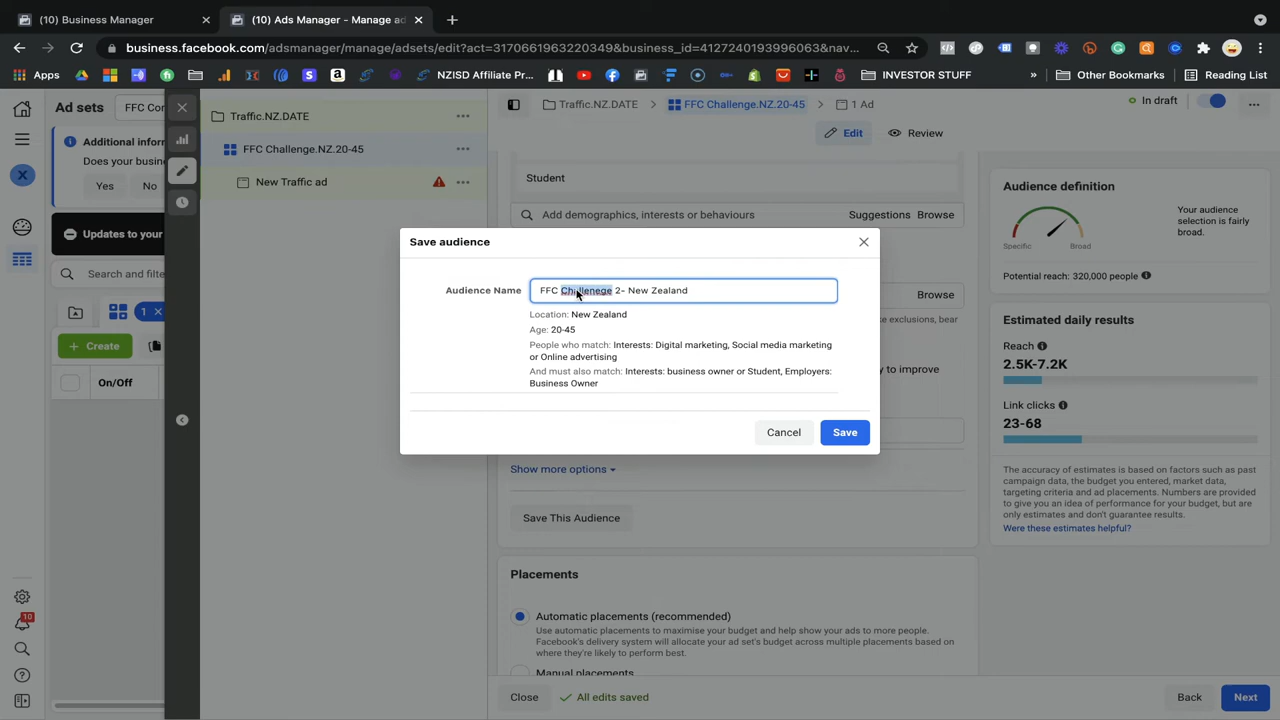 (10) Business Manager
(10) Ads Manager - Manage ad
business.facebook.com/adsmanager/manage/adsets/edit?act=3170661963220349&business_id=4127240193996063&nav...
Apps
NZISD Affiliate Pr...
INVESTOR STUFF
Other Bookmarks
Reading List
Ad sets
FFC Con
Additional inforn
Does your busine
Yes
No
Updates to your
Search and filte
1
Create
On/Off
10
Traffic.NZ.DATE
FFC Challenge.NZ.20-45
New Traffic ad
Traffic.NZ.DATE
FFC Challenge.NZ.20-45
1 Ad
In draft
Edit
Review
Student
Add demographics, interests or behaviours
Suggestions
Browse
Browse
ke exclusions, bear
y to improve
Save audience
Audience Name
FFC Challenege 2- New Zealand
Location: New Zealand
Age: 20-45
People who match: Interests: Digital marketing, Social media marketing
or Online advertising
And must also match: Interests: business owner or Student, Employers:
Business Owner
Cancel
Save
Show more options
Save This Audience
Placements
Automatic placements (recommended)
Use automatic placements to maximise your budget and help show your ads to more people.
Facebook's delivery system will allocate your ad set's budget across multiple placements based on
where they're likely to perform best.
Manual placements
Close
All edits saved
Back
Next
Audience definition
Specific
Broad
Your audience
selection is fairly
broad.
Potential reach: 320,000 people
Estimated daily results
Reach
2.5K-7.2K
Link clicks
23-68
The accuracy of estimates is based on factors such as past
campaign data, the budget you entered, market data,
targeting criteria and ad placements. Numbers are provided
to give you an idea of performance for your budget, but are
only estimates and don't guarantee results.
Were these estimates helpful?